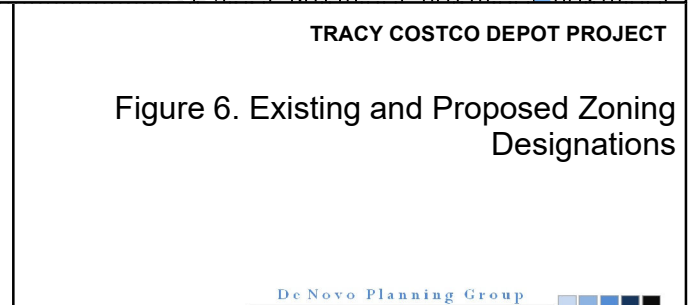 TRACY COSTCO DEPOT PROJECT
Figure 6. Existing and Proposed Zoning
Designations
De Novo Planning Group